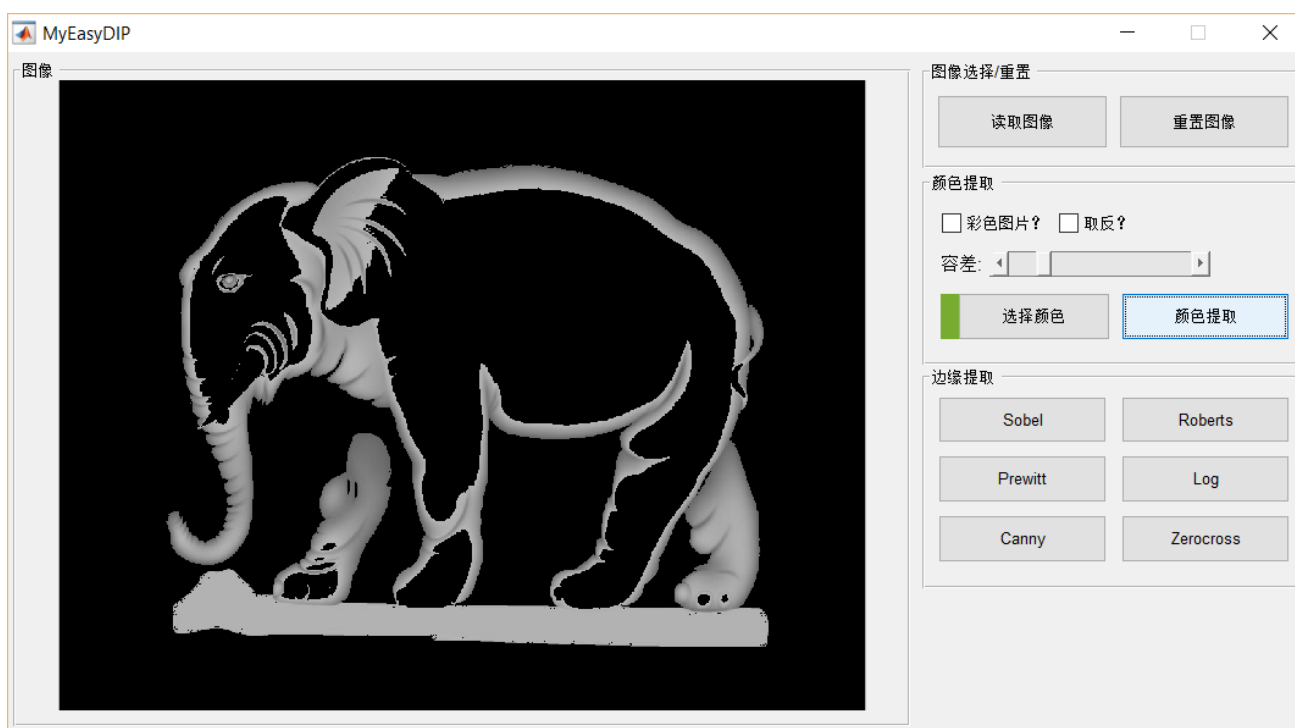 MyEasyDIP
图像
图像选择/重置
读取图像 重置图像
颜色提取
彩色图片? 取反?
容差:
选择颜色 颜色提取
边缘提取
Sobel Roberts
Prewitt Log
Canny Zerocross